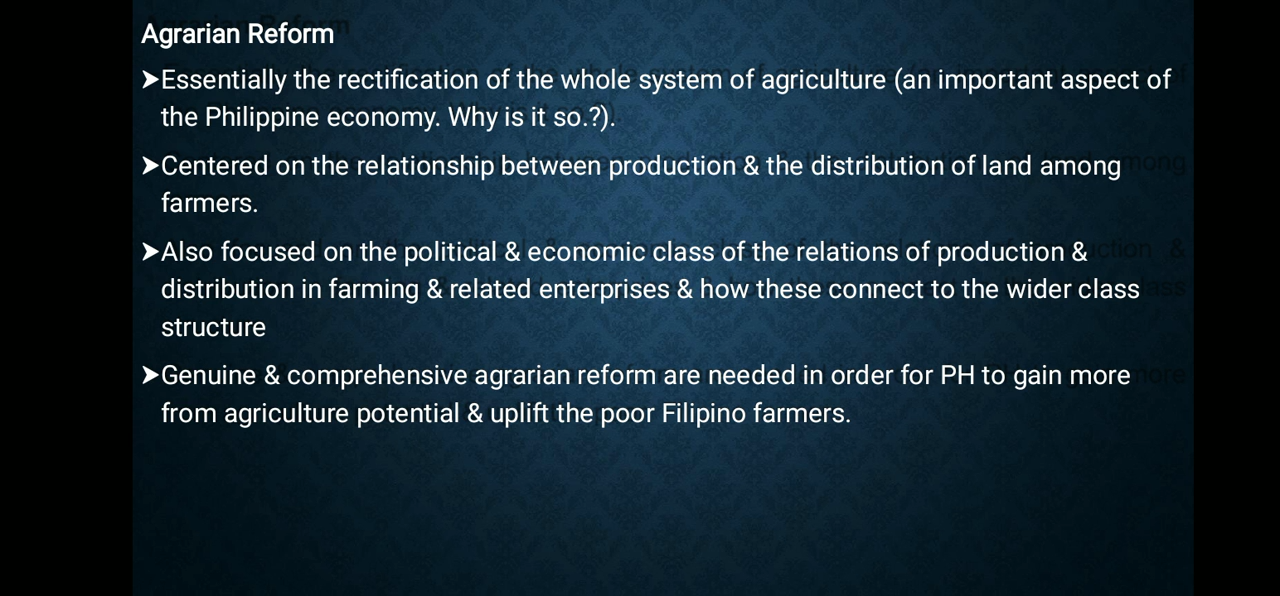 Agrarian Reform
➤Essentially the rectification of the whole system of agriculture (an important aspect of
the Philippine economy. Why is it so.?).
➤Centered on the relationship between production & the distribution of land among
farmers.
➤Also focused on the political & economic class of the relations of production &
distribution in farming & related enterprises & how these connect to the wider class
structure
➤Genuine & comprehensive agrarian reform are needed in order for PH to gain more
from agriculture potential & uplift the poor Filipino farmers.